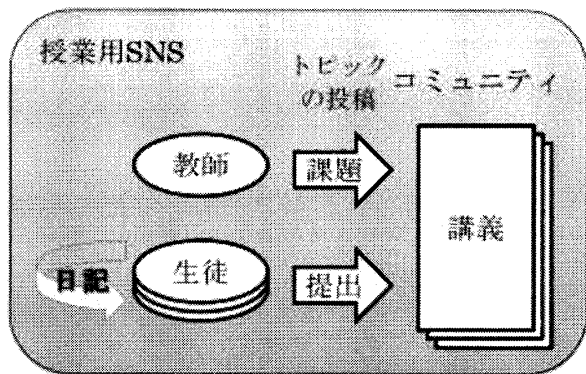 授業用SNS
トピック
の投稿
コミュニティ
教師
課題
講義
日記
生徒
提出